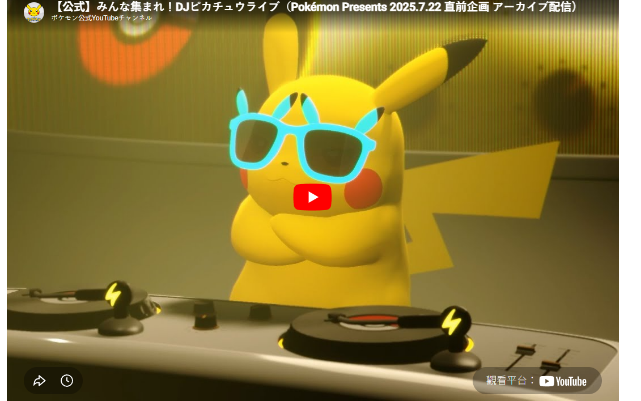 【公式】みんな集まれ！DJピカチュウライブ（Pokémon Presents 2025.7.22 直前企画 アーカイブ配信）
ポケモン公式YouTubeチャンネル
觀看平台： YouTube